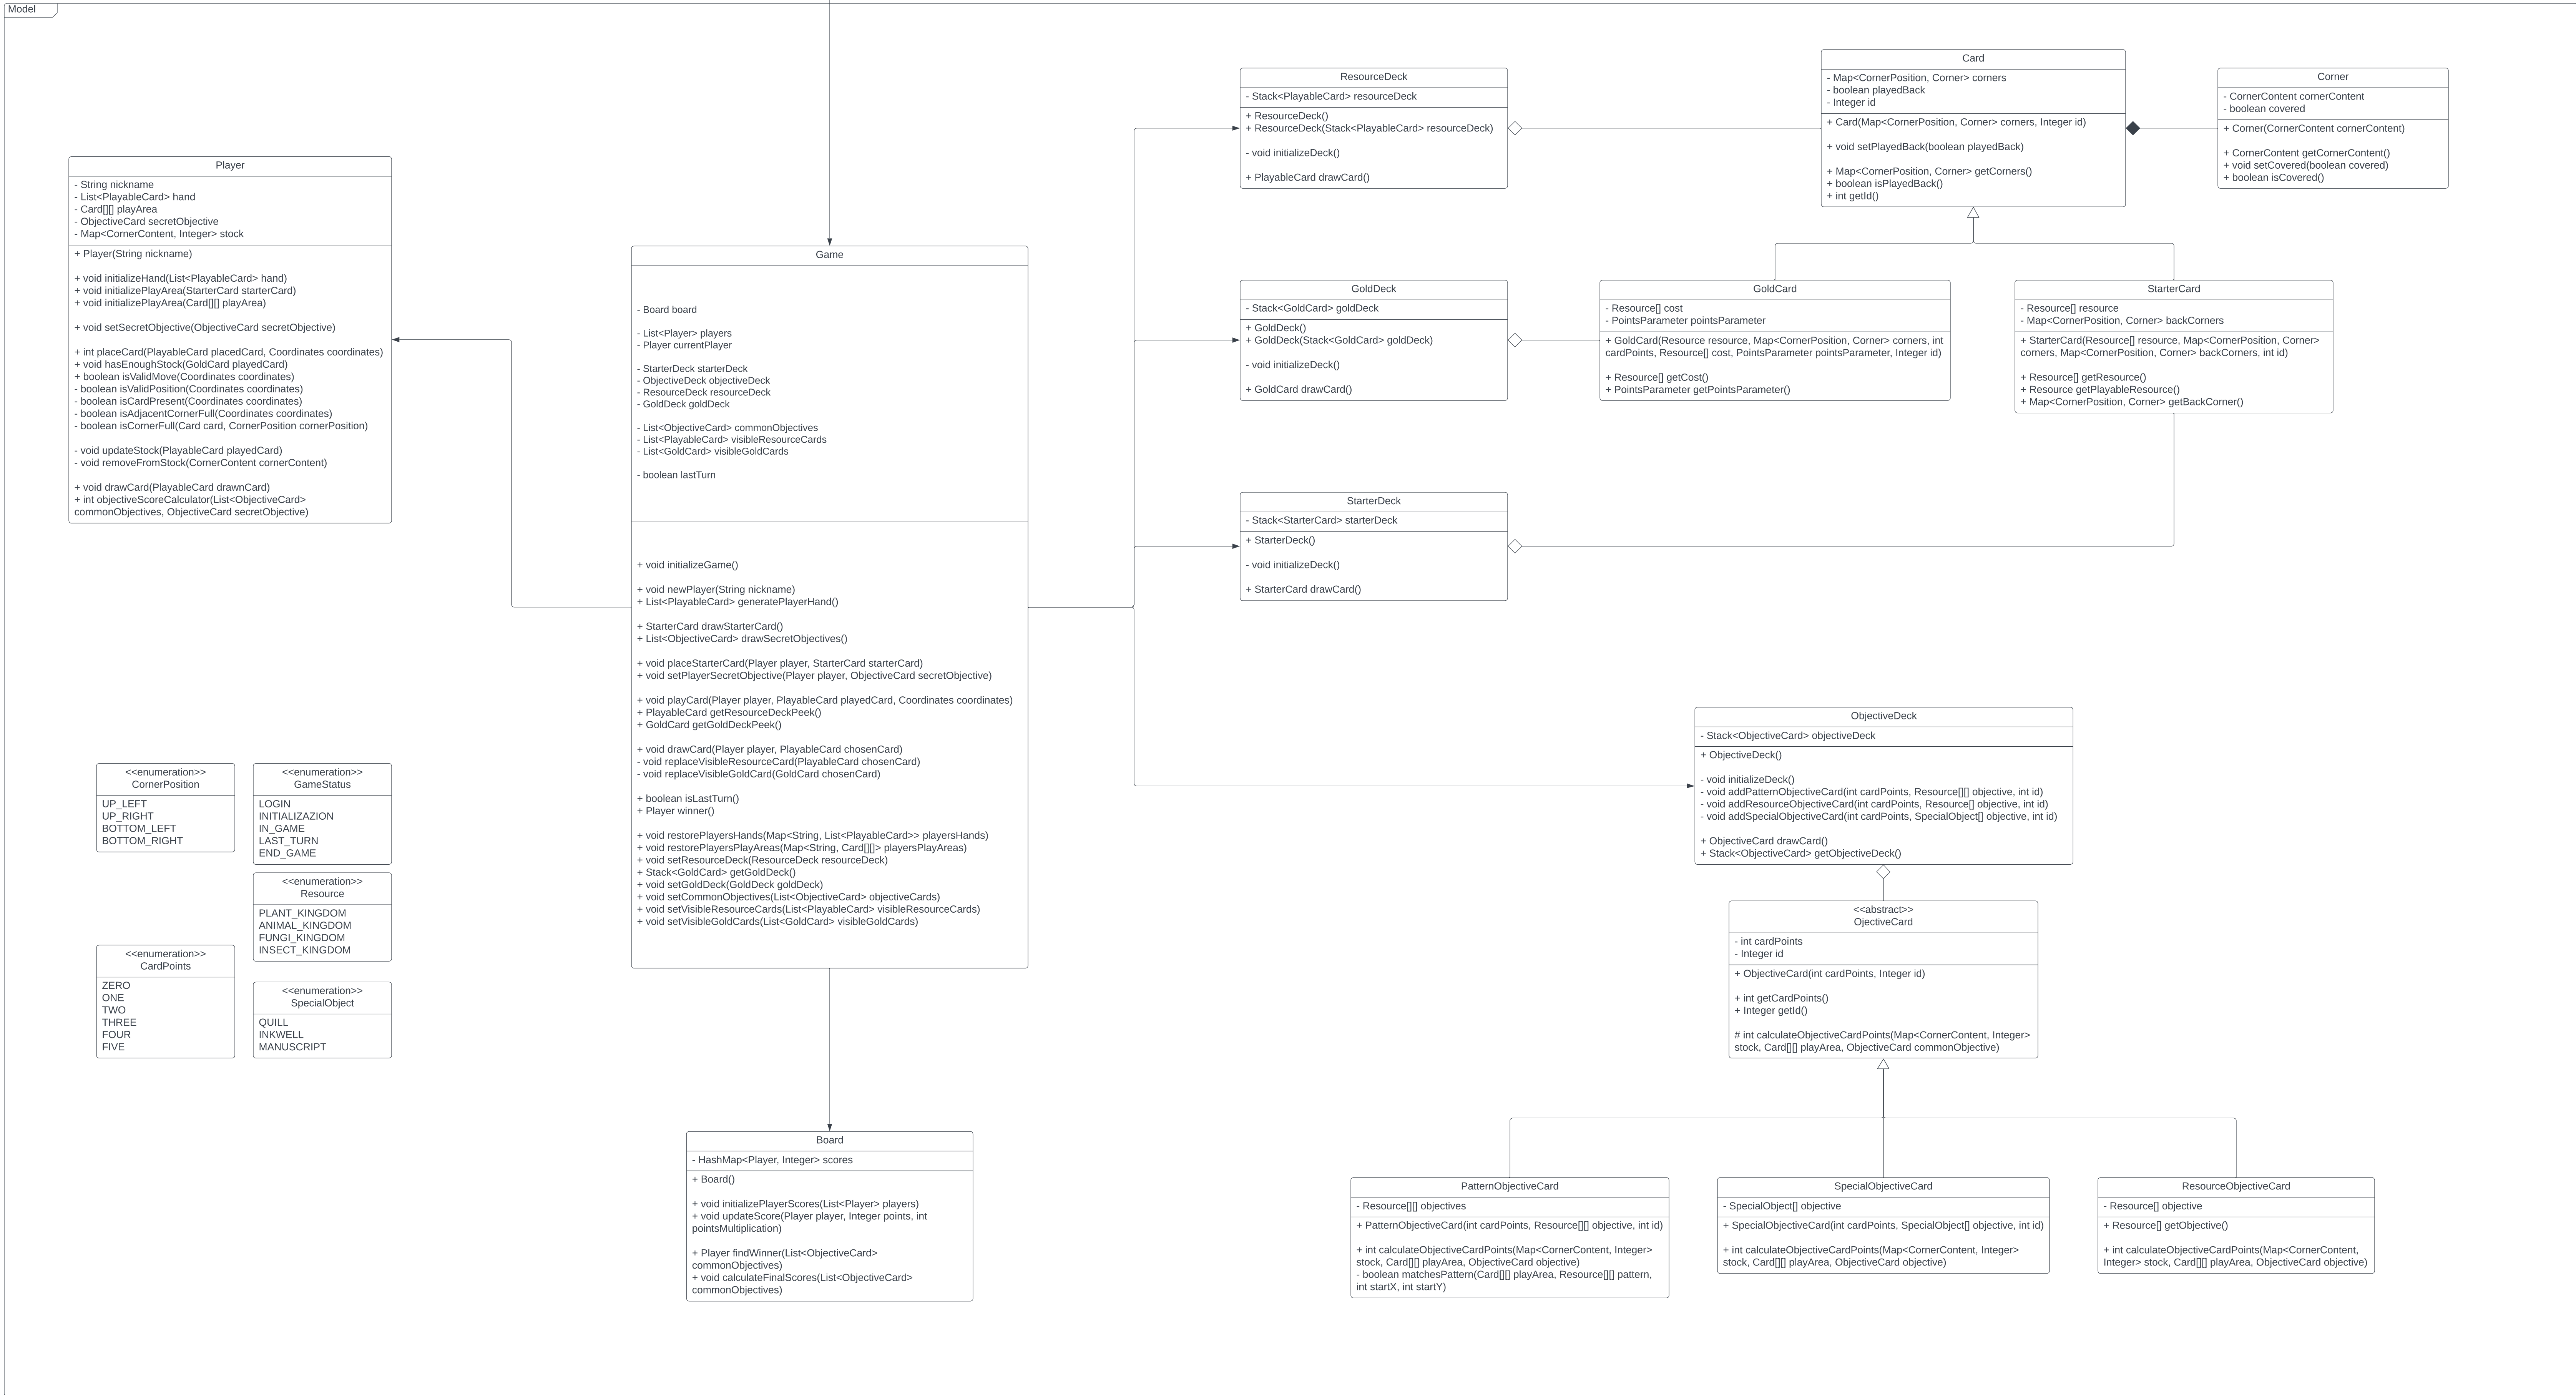 Model
Player
- String nickname
- List<PlayableCard> hand
- Card[][] playArea
- ObjectiveCard secretObjective
- Map<CornerContent, Integer> stock
+ Player(String nickname)
+ void initializeHand(List<PlayableCard> hand)
+ void initializePlayArea(StarterCard starterCard)
+ void initializePlayArea(Card[][] playArea)
+ void setSecretObjective(ObjectiveCard secretObjective)
+ int placeCard(PlayableCard placedCard, Coordinates coordinates)
+ void hasEnoughStock(GoldCard playedCard)
+ boolean isValidMove(Coordinates coordinates)
- boolean isValidPosition(Coordinates coordinates)
- boolean isCardPresent(Coordinates coordinates)
- boolean isAdjacentCornerFull(Coordinates coordinates)
- boolean isCornerFull(Card card, CornerPosition cornerPosition)
- void updateStock(PlayableCard playedCard)
- void removeFromStock(CornerContent cornerContent)
+ void drawCard(PlayableCard drawnCard)
+ int objectiveScoreCalculator(List<ObjectiveCard>
commonObjectives, ObjectiveCard secretObjective)
<<enumeration>>
CornerPosition
UP_LEFT
UP_RIGHT
BOTTOM_LEFT
BOTTOM_RIGHT
<<enumeration>>
GameStatus
LOGIN
INITIALIZAZION
IN_GAME
LAST_TURN
END_GAME
<<enumeration>>
Resource
PLANT_KINGDOM
ANIMAL_KINGDOM
FUNGI_KINGDOM
INSECT_KINGDOM
<<enumeration>>
CardPoints
ZERO
ONE
TWO
THREE
FOUR
FIVE
<<enumeration>>
SpecialObject
QUILL
INKWELL
MANUSCRIPT
Game
- Board board
- List<Player> players
- Player currentPlayer
- StarterDeck starterDeck
- ObjectiveDeck objectiveDeck
- ResourceDeck resourceDeck
- GoldDeck goldDeck
- List<ObjectiveCard> commonObjectives
- List<PlayableCard> visibleResourceCards
- List<GoldCard> visibleGoldCards
- boolean lastTurn
+ void initializeGame()
+ void newPlayer(String nickname)
+ List<PlayableCard> generatePlayerHand()
+ StarterCard drawStarterCard()
+ List<ObjectiveCard> drawSecretObjectives()
+ void placeStarterCard(Player player, StarterCard starterCard)
+ void setPlayerSecretObjective(Player player, ObjectiveCard secretObjective)
+ void playCard(Player player, PlayableCard playedCard, Coordinates coordinates)
+ PlayableCard getResourceDeckPeek()
+ GoldCard getGoldDeckPeek()
+ void drawCard(Player player, PlayableCard chosenCard)
- void replaceVisibleResourceCard(PlayableCard chosenCard)
- void replaceVisibleGoldCard(GoldCard chosenCard)
+ boolean isLastTurn()
+ Player winner()
+ void restorePlayersHands(Map<String, List<PlayableCard>> playersHands)
+ void restorePlayersPlayAreas(Map<String, Card[][]> playersPlayAreas)
+ void setResourceDeck(ResourceDeck resourceDeck)
+ Stack<GoldCard> getGoldDeck()
+ void setGoldDeck(GoldDeck goldDeck)
+ void setCommonObjectives(List<ObjectiveCard> objectiveCards)
+ void setVisibleResourceCards(List<PlayableCard> visibleResourceCards)
+ void setVisibleGoldCards(List<GoldCard> visibleGoldCards)
Board
- HashMap<Player, Integer> scores
+ Board()
+ void initializePlayerScores(List<Player> players)
+ void updateScore(Player player, Integer points, int
pointsMultiplication)
+ Player findWinner(List<ObjectiveCard>
commonObjectives)
+ void calculateFinalScores(List<ObjectiveCard>
commonObjectives)
ResourceDeck
- Stack<PlayableCard> resourceDeck
+ ResourceDeck()
+ ResourceDeck(Stack<PlayableCard> resourceDeck)
- void initializeDeck()
+ PlayableCard drawCard()
GoldDeck
- Stack<GoldCard> goldDeck
+ GoldDeck()
+ GoldDeck(Stack<GoldCard> goldDeck)
- void initializeDeck()
+ GoldCard drawCard()
StarterDeck
- Stack<StarterCard> starterDeck
+ StarterDeck()
- void initializeDeck()
+ StarterCard drawCard()
Card
- Map<CornerPosition, Corner> corners
- boolean playedBack
- Integer id
+ Card(Map<CornerPosition, Corner> corners, Integer id)
+ void setPlayedBack(boolean playedBack)
+ Map<CornerPosition, Corner> getCorners()
+ boolean isPlayedBack()
+ int getId()
Corner
- CornerContent cornerContent
- boolean covered
+ Corner(CornerContent cornerContent)
+ CornerContent getCornerContent()
+ void setCovered(boolean covered)
+ boolean isCovered()
GoldCard
- Resource[] cost
- PointsParameter pointsParameter
+ GoldCard(Resource resource, Map<CornerPosition, Corner> corners, int
cardPoints, Resource[] cost, PointsParameter pointsParameter, Integer id)
+ Resource[] getCost()
+ PointsParameter getPointsParameter()
StarterCard
- Resource[] resource
- Map<CornerPosition, Corner> backCorners
+ StarterCard(Resource[] resource, Map<CornerPosition, Corner>
corners, Map<CornerPosition, Corner> backCorners, int id)
+ Resource[] getResource()
+ Resource getPlayableResource()
+ Map<CornerPosition, Corner> getBackCorner()
ObjectiveDeck
- Stack<ObjectiveCard> objectiveDeck
+ ObjectiveDeck()
- void initializeDeck()
- void addPatternObjectiveCard(int cardPoints, Resource[][] objective, int id)
- void addResourceObjectiveCard(int cardPoints, Resource[] objective, int id)
- void addSpecialObjectiveCard(int cardPoints, SpecialObject[] objective, int id)
+ ObjectiveCard drawCard()
+ Stack<ObjectiveCard> getObjectiveDeck()
<<abstract>>
OjectiveCard
- int cardPoints
- Integer id
+ ObjectiveCard(int cardPoints, Integer id)
+ int getCardPoints()
+ Integer getId()
# int calculateObjectiveCardPoints(Map<CornerContent, Integer>
stock, Card[][] playArea, ObjectiveCard commonObjective)
PatternObjectiveCard
- Resource[][] objectives
+ PatternObjectiveCard(int cardPoints, Resource[][] objective, int id)
+ int calculateObjectiveCardPoints(Map<CornerContent, Integer>
stock, Card[][] playArea, ObjectiveCard objective)
- boolean matchesPattern(Card[][] playArea, Resource[][] pattern,
int startX, int startY)
SpecialObjectiveCard
- SpecialObject[] objective
+ SpecialObjectiveCard(int cardPoints, SpecialObject[] objective, int id)
+ int calculateObjectiveCardPoints(Map<CornerContent, Integer>
stock, Card[][] playArea, ObjectiveCard objective)
ResourceObjectiveCard
- Resource[] objective
+ Resource[] getObjective()
+ int calculateObjectiveCardPoints(Map<CornerContent,
Integer> stock, Card[][] playArea, ObjectiveCard objective)